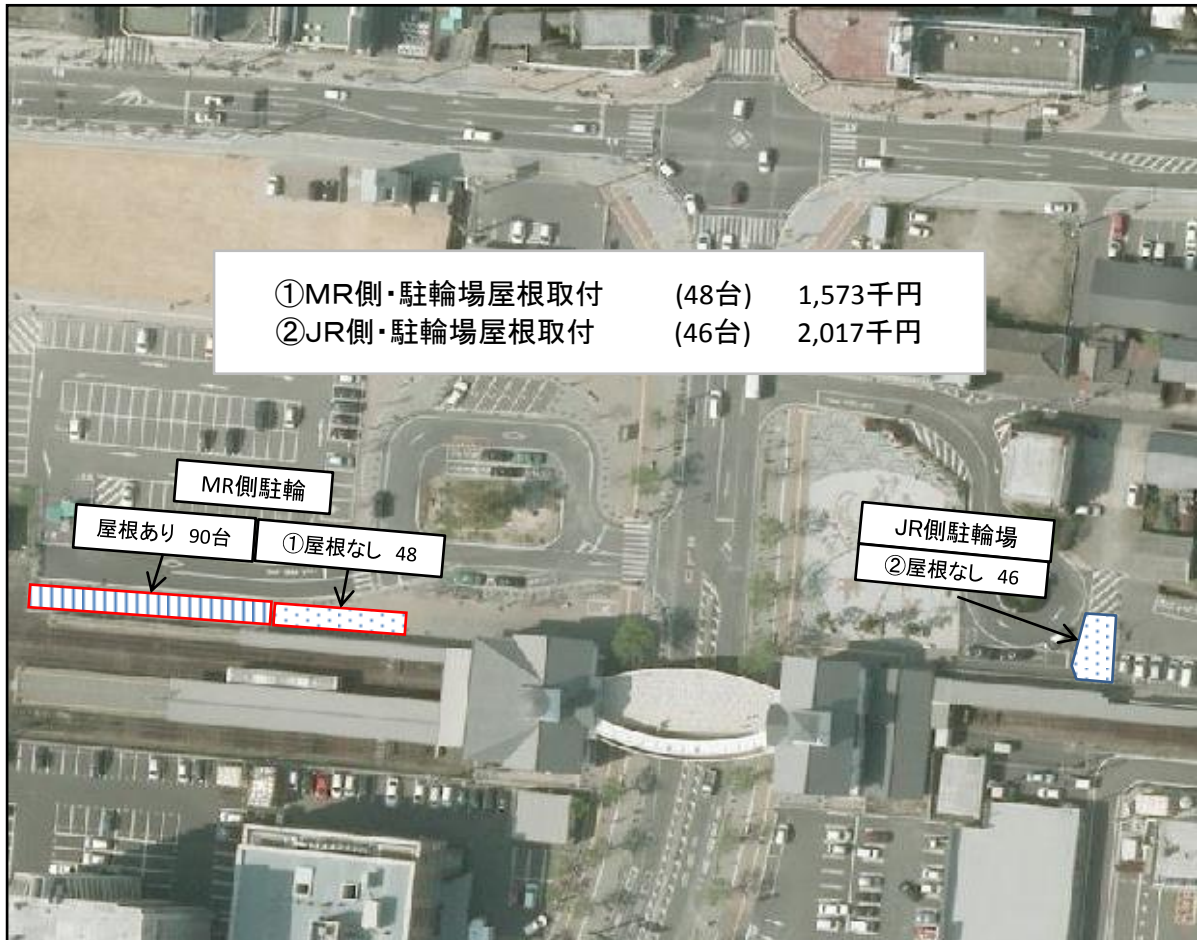 ①MR側・駐輪場屋根取付 (48台) 1,573千円
②JR側・駐輪場屋根取付 (46台) 2,017千円
MR側駐輪
屋根あり 90台
①屋根なし 48
JR側駐輪場
②屋根なし 46